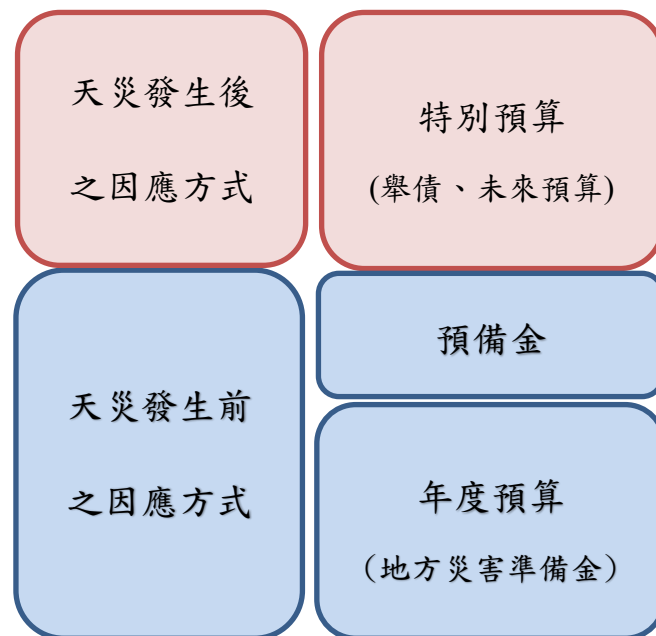 天災發生後
之因應方式
特別預算
(舉債、未來預算)
天災發生前
之因應方式
預備金
年度預算
（地方災害準備金）